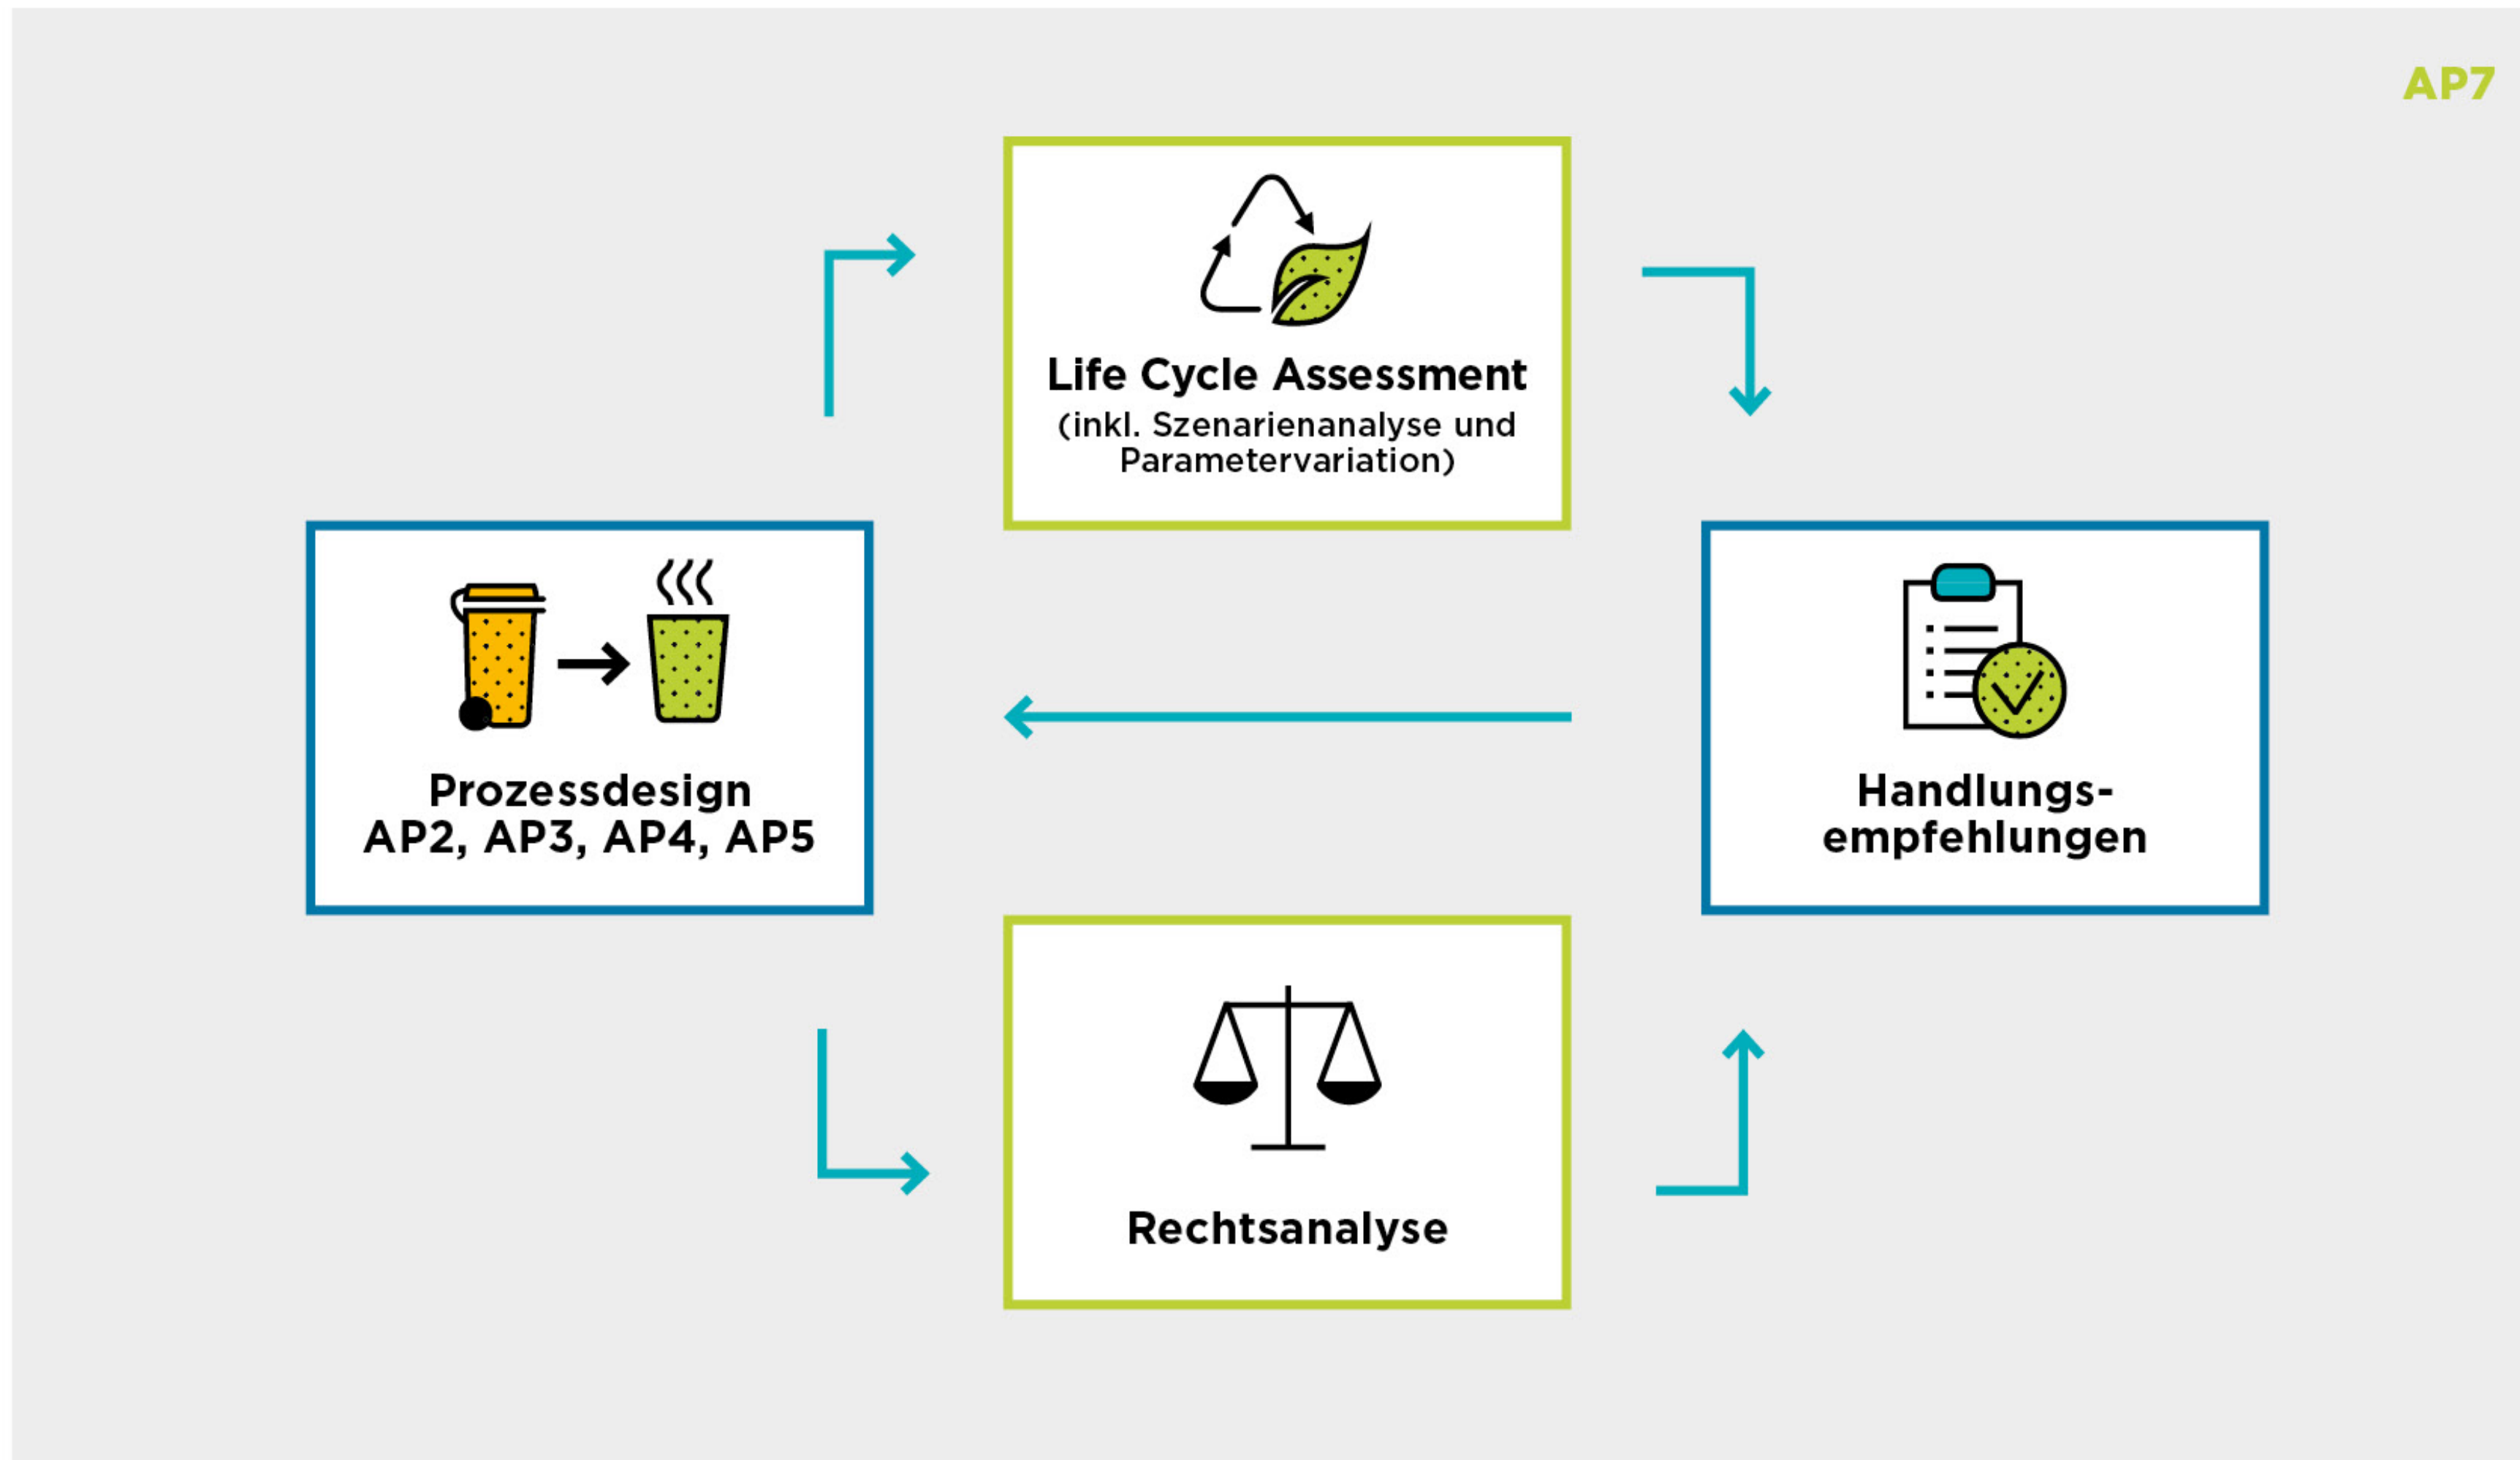 AP7
Life Cycle Assessment
(inkl. Szenarienanalyse und
Parametervariation)
Prozessdesign
AP2, AP3, AP4, AP5
Handlungs-
empfehlungen
Rechtsanalyse